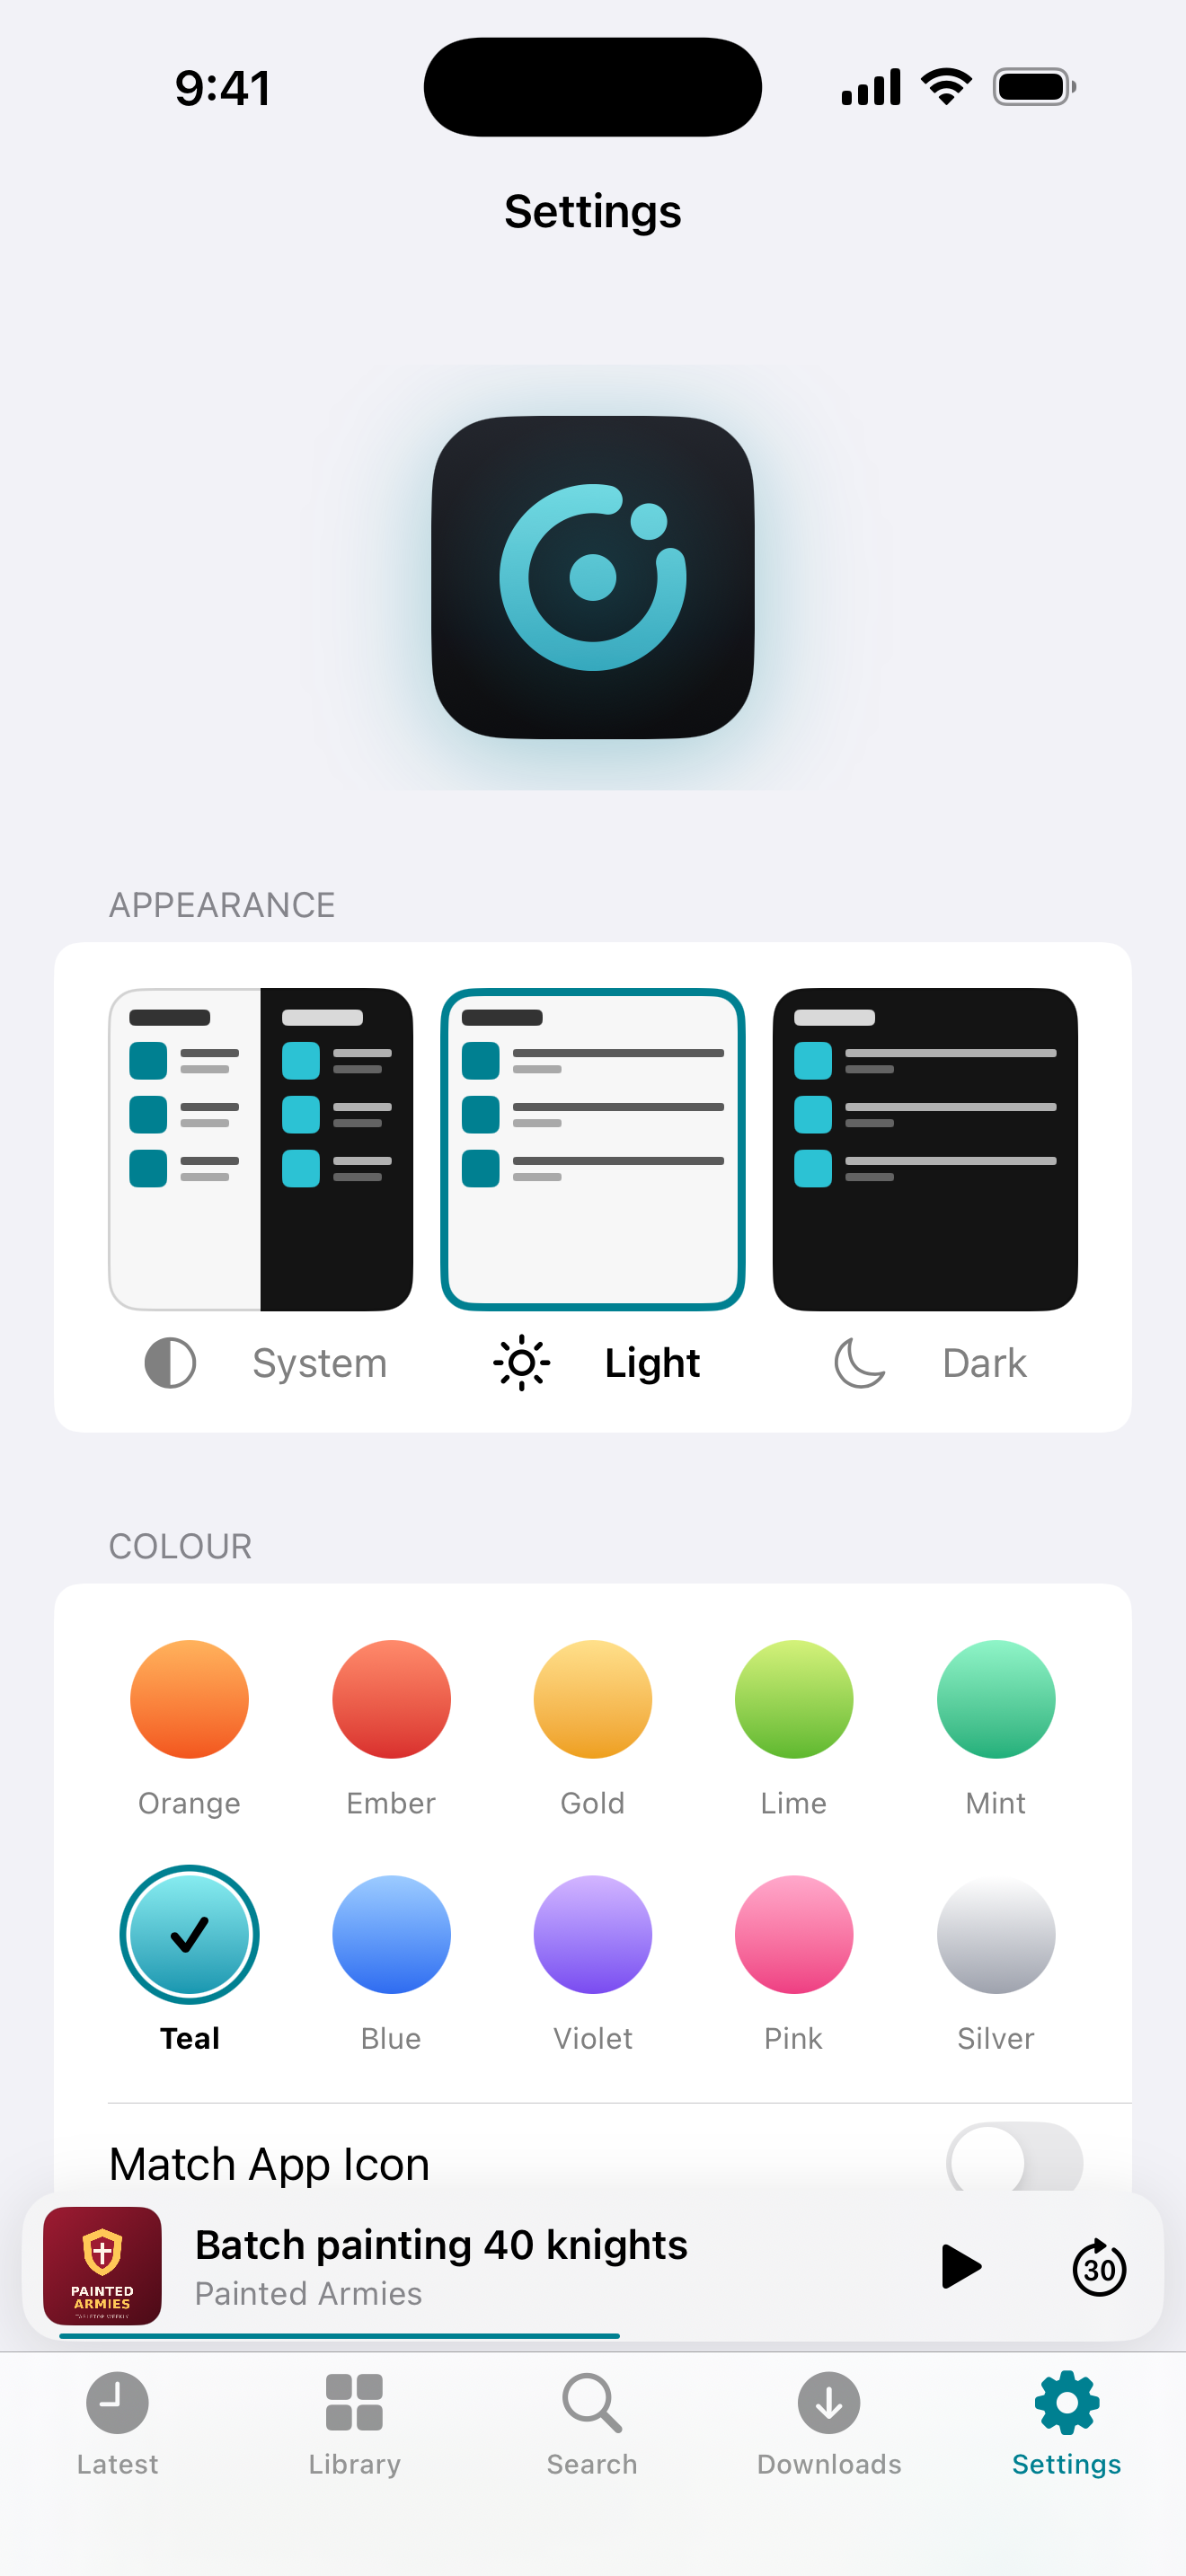 9:41
Settings
APPEARANCE
System
Light
Dark
COLOUR
Orange
Ember
Gold
Lime
Mint
Teal
Blue
Violet
Pink
Silver
Match App Icon
PAINTED
ARMIES
Batch painting 40 knights
Painted Armies
30
Latest
Library
Search
Downloads
Settings